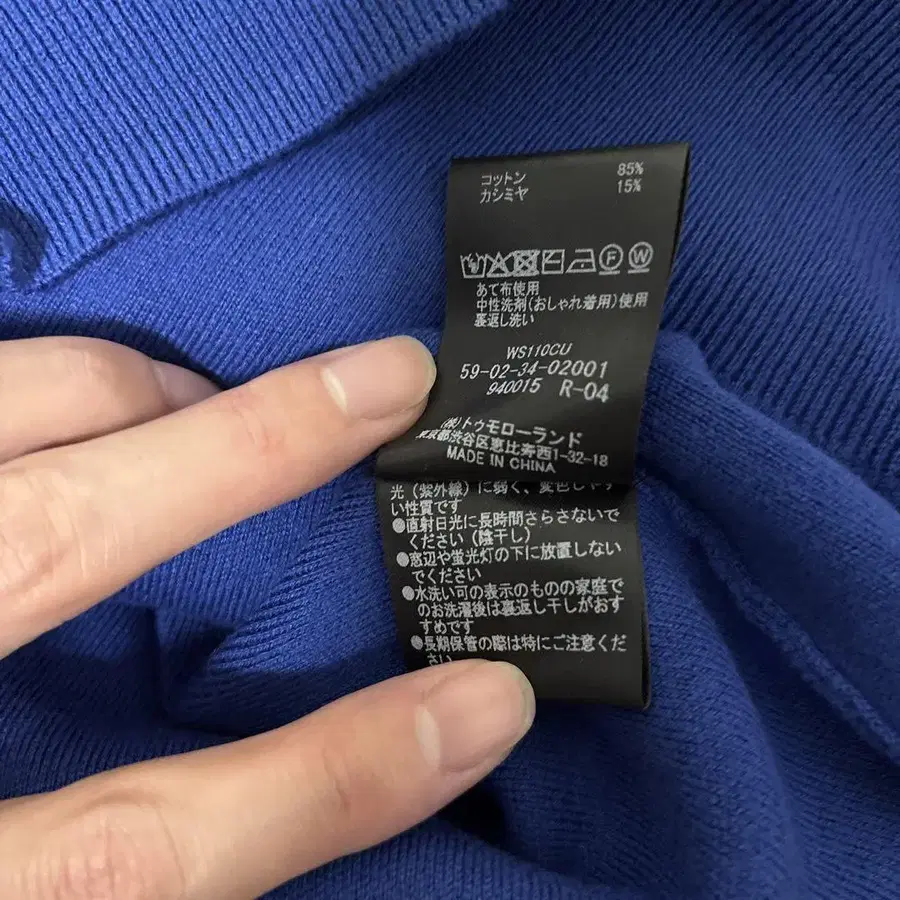 コットン 85%
カシミヤ 15%
F W
あて布使用
中性洗剤(おしゃれ着用)使用
裏返し洗い
WS110CU
59-02-34-02001
940015 R-04
(株)トゥモローランド
東京都渋谷区恵比寿西1-32-18
MADE IN CHINA
光(紫外線)に弱く、変色しやす
い性質です
●直射日光に長時間さらさないで
ください(陰干し)
●窓辺や蛍光灯の下に放置しない
でください
●水洗い可の表示のものの家庭で
のお洗濯後は裏返し干しがおす
すめです
●長期保管の際は特にご注意くだ
さい